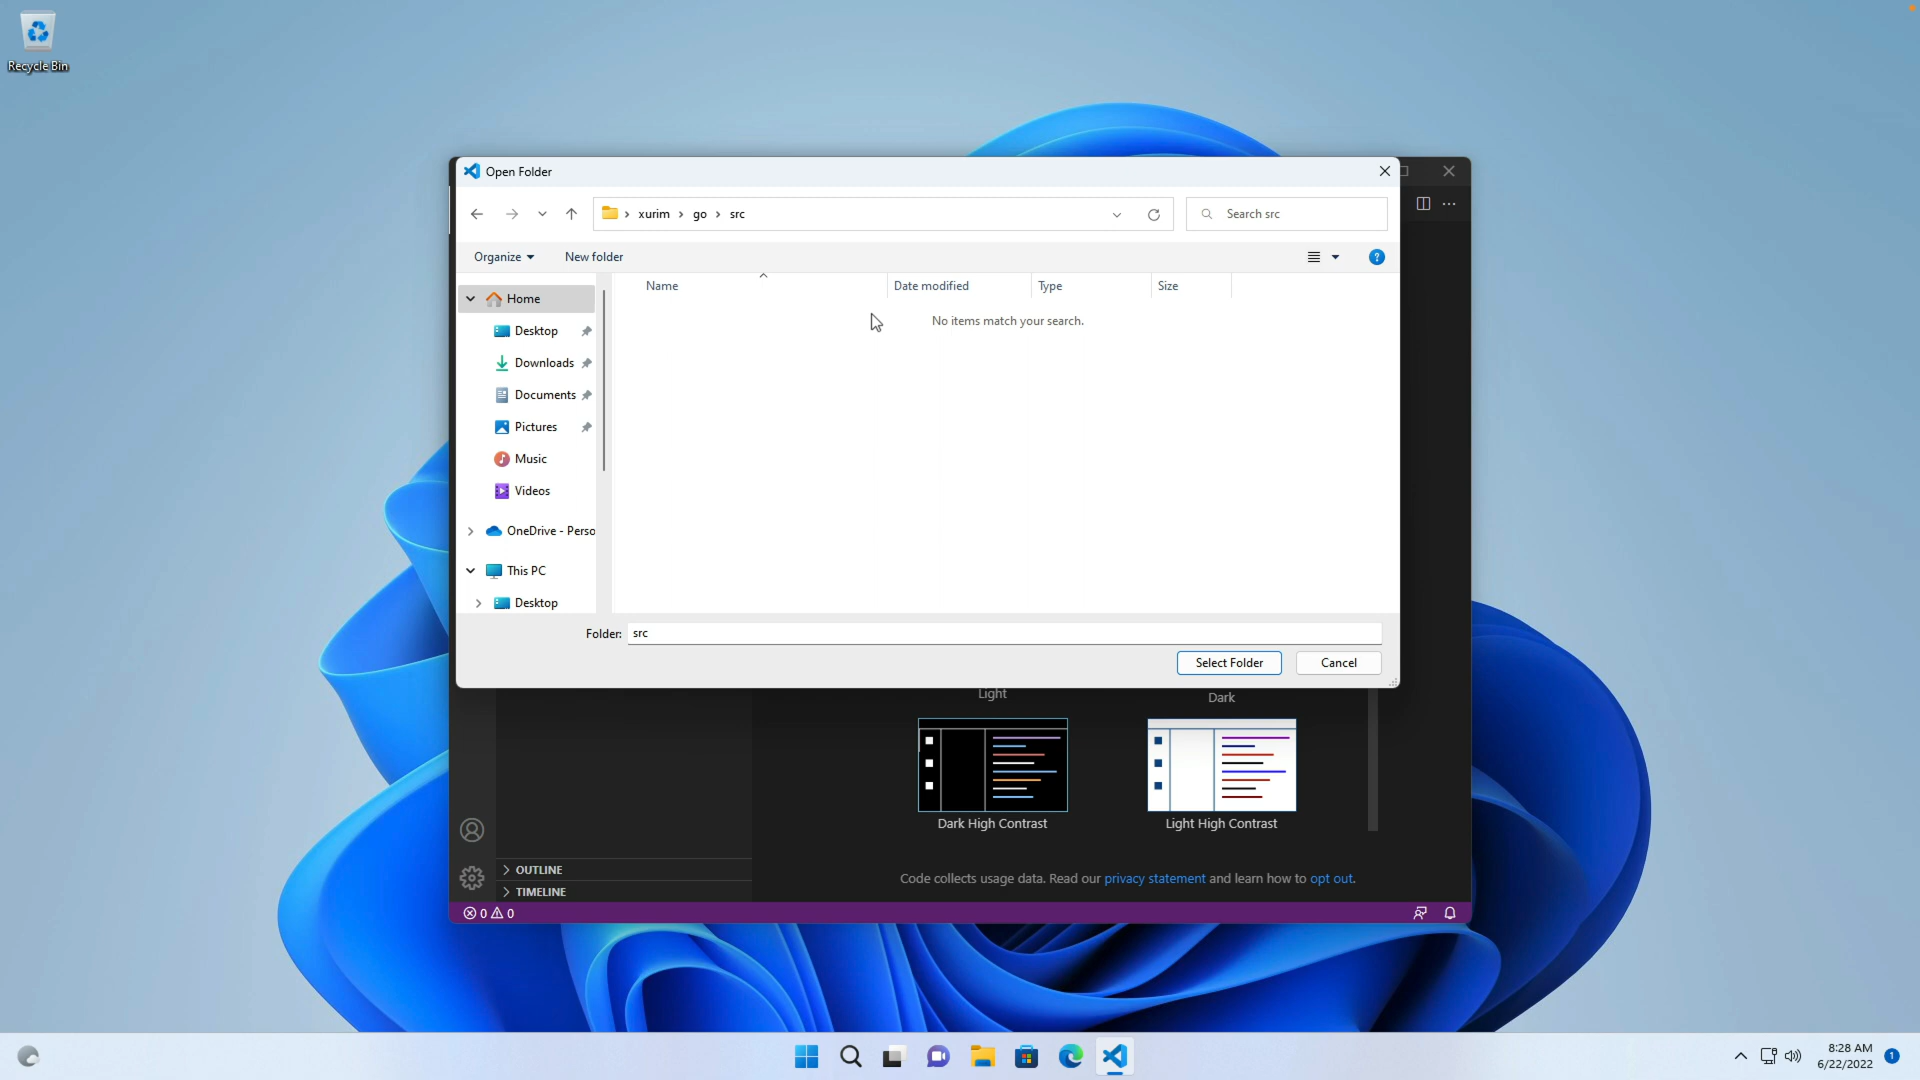 Recycle Bin
Open Folder
xurim > go > src
Search src
Organize
New folder
Name
Date modified
Type
Size
No items match your search.
Home
Desktop
Downloads
Documents
Pictures
Music
Videos
OneDrive - Perso
This PC
Desktop
Folder: src
Select Folder
Cancel
Light
Dark
Dark High Contrast
Light High Contrast
OUTLINE
TIMELINE
Code collects usage data. Read our privacy statement and learn how to opt out.
0 0
8:28 AM
6/22/2022
1